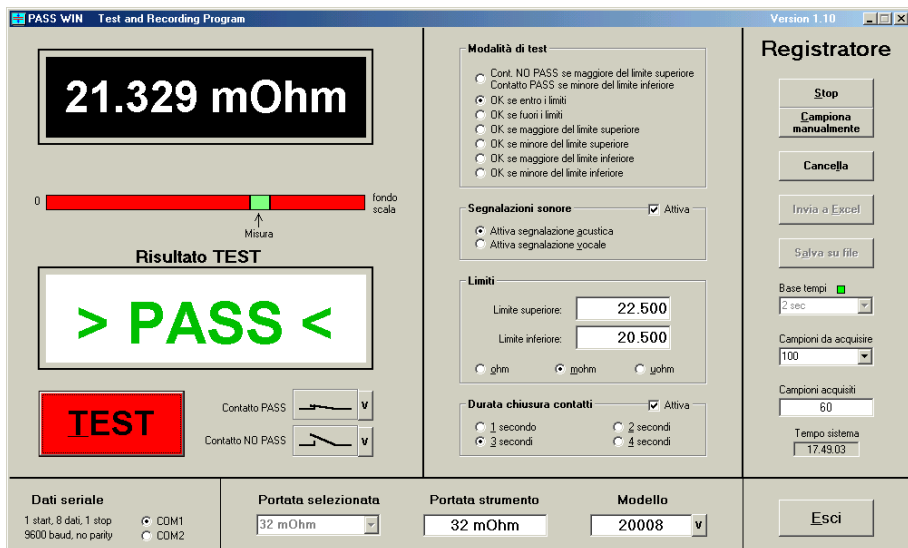 PASS WIN Test and Recording Program
Version 1.10
21.329 mOhm
0
fondo
scala
Misura
Risultato TEST
> PASS <
TEST
Contatto PASS
V
Contatto NO PASS
V
Modalità di test
Cont. NO PASS se maggiore del limite superiore
Contatto PASS se minore del limite inferiore
OK se entro i limiti
OK se fuori i limiti
OK se maggiore del limite superiore
OK se minore del limite superiore
OK se maggiore del limite inferiore
OK se minore del limite inferiore
Segnalazioni sonore
Attiva
Attiva segnalazione acustica
Attiva segnalazione vocale
Limiti
Limite superiore: 22.500
Limite inferiore: 20.500
ohm mohm uohm
Durata chiusura contatti
Attiva
1 secondo 2 secondi
3 secondi 4 secondi
Registratore
Stop
Campiona
manualmente
Cancella
Invia a Excel
Salva su file
Base tempi
2 sec
Campioni da acquisire
100
Campioni acquisiti
60
Tempo sistema
17.49.03
Dati seriale
1 start, 8 dati, 1 stop
9600 baud, no parity
COM1
COM2
Portata selezionata
32 mOhm
Portata strumento
32 mOhm
Modello
20008
V
Esci